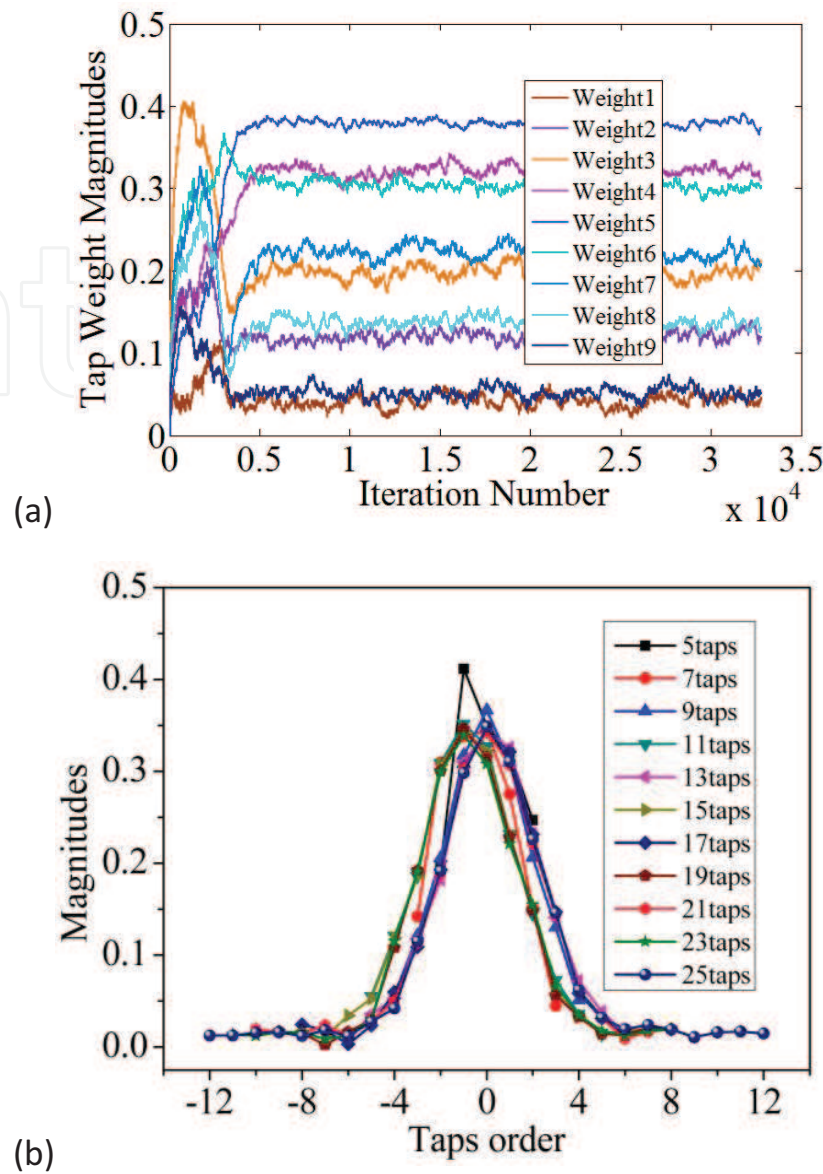 0.5
0.4
0.3
0.2
0.1
0
Tap Weight Magnitudes
Weight1
Weight2
Weight3
Weight4
Weight5
Weight6
Weight7
Weight8
Weight9
0 0.5 1 1.5 2 2.5 3 3.5
Iteration Number
x 10^4
(a)
0.5
0.4
0.3
0.2
0.1
0.0
Magnitudes
5taps
7taps
9taps
11taps
13taps
15taps
17taps
19taps
21taps
23taps
25taps
-12 -8 -4 0 4 8 12
Taps order
(b)